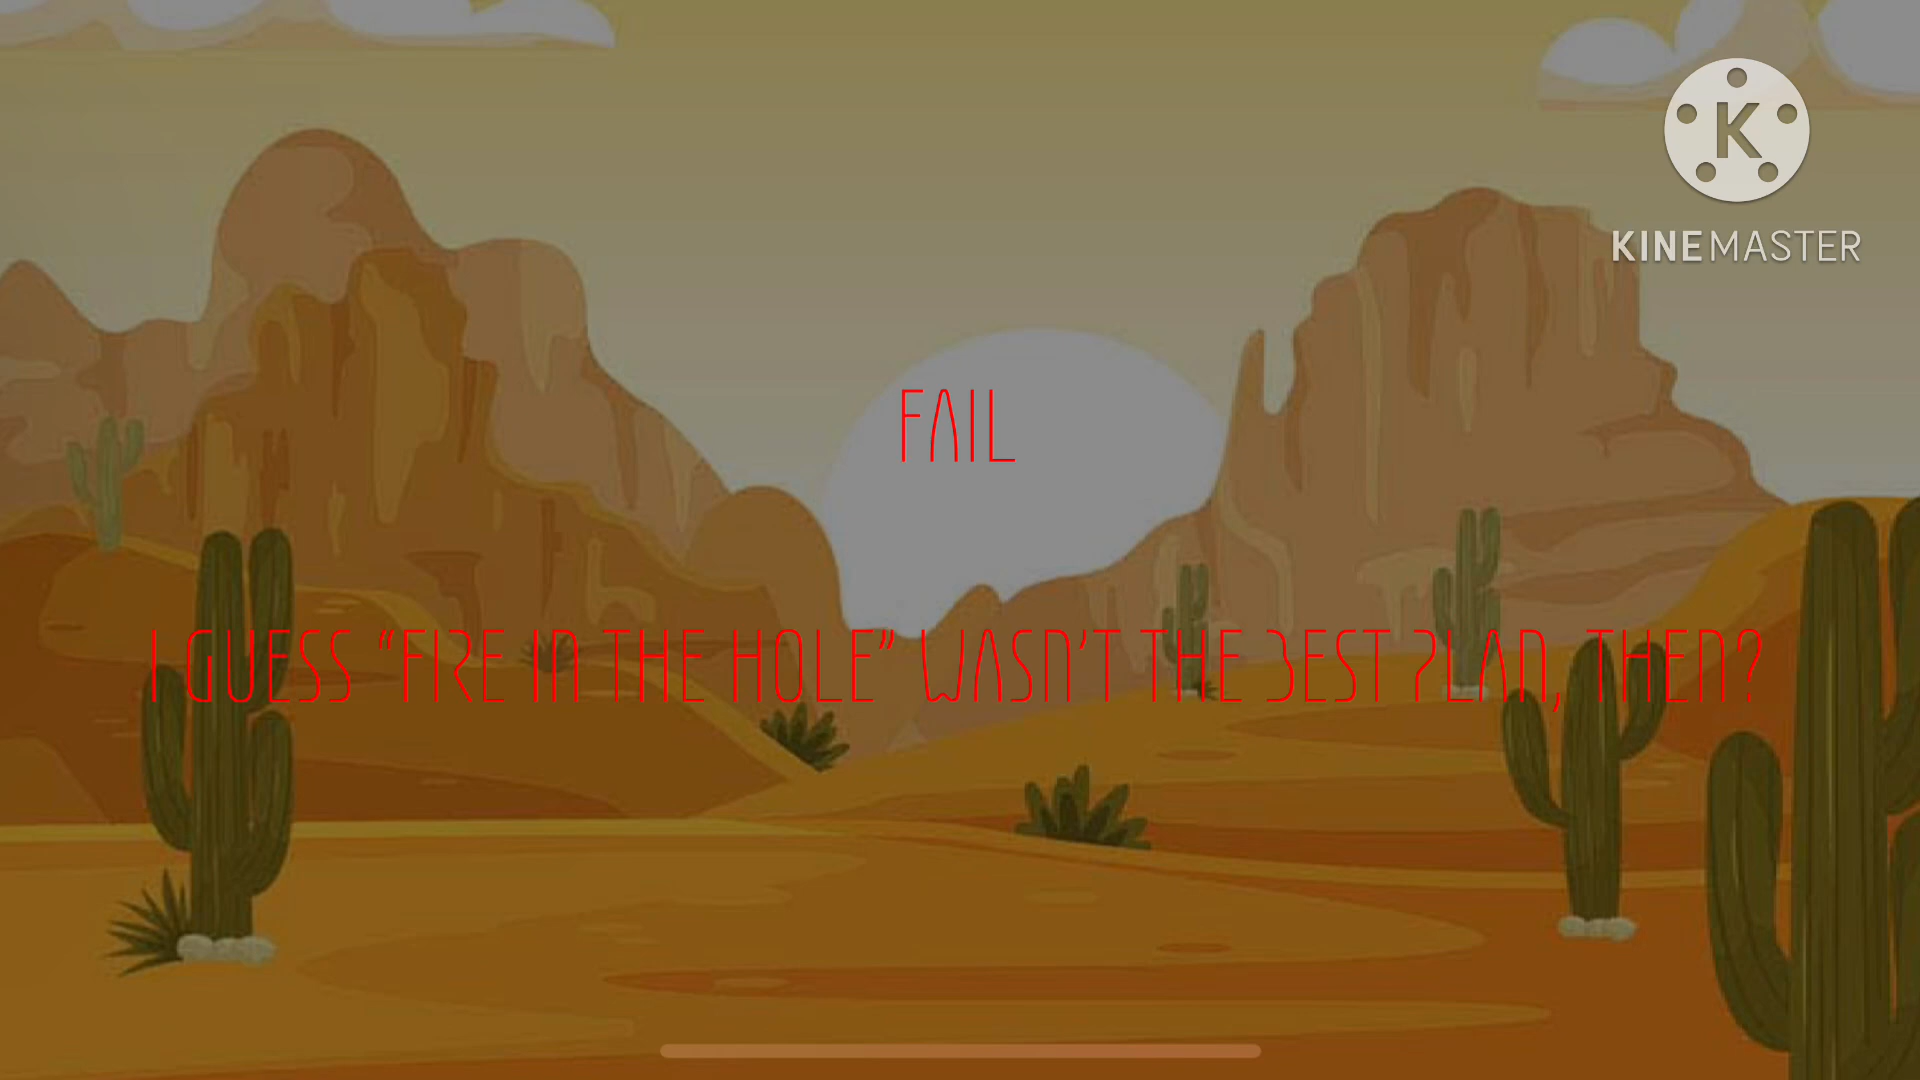 K
KINEMASTER
FAIL
I GUESS “FIRE IN THE HOLE” WASN’T THE BEST PLAN, THEN?